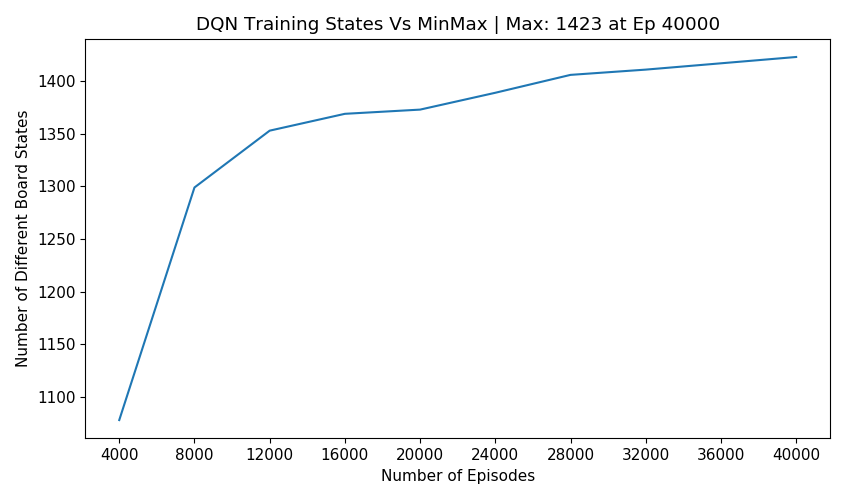 DQN Training States Vs MinMax | Max: 1423 at Ep 40000
Number of Different Board States
1400
1350
1300
1250
1200
1150
1100
4000 8000 12000 16000 20000 24000 28000 32000 36000 40000
Number of Episodes